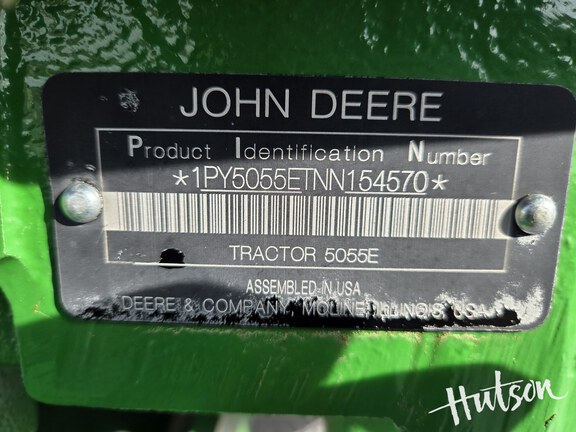 JOHN DEERE
Product Identification Number
*1PY5055ETNN154570*
TRACTOR 5055E
ASSEMBLED IN USA
DEERE & COMPANY, MOLINE, ILLINOIS, USA
Hutson